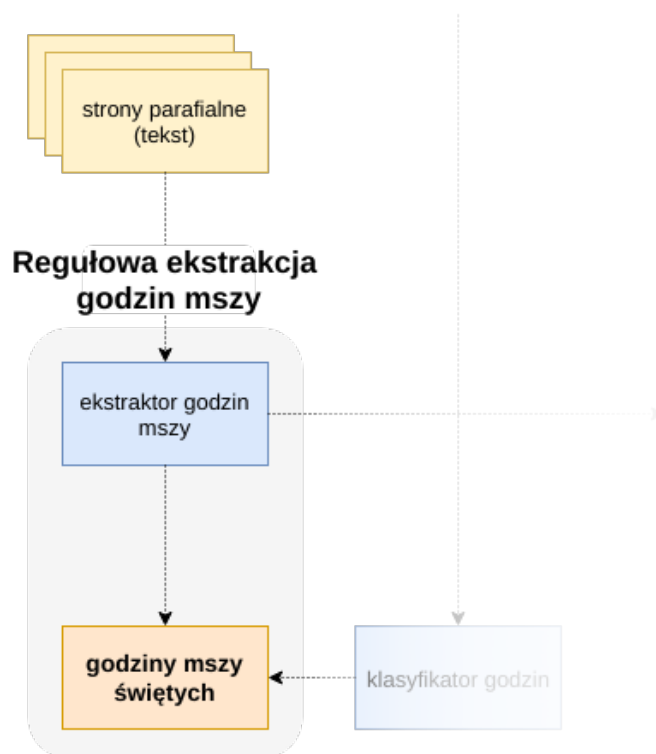 strony parafialne
(tekst)
Regułowa ekstrakcja
godzin mszy
ekstraktor godzin
mszy
godziny mszy
świętych
klasyfikator godzin